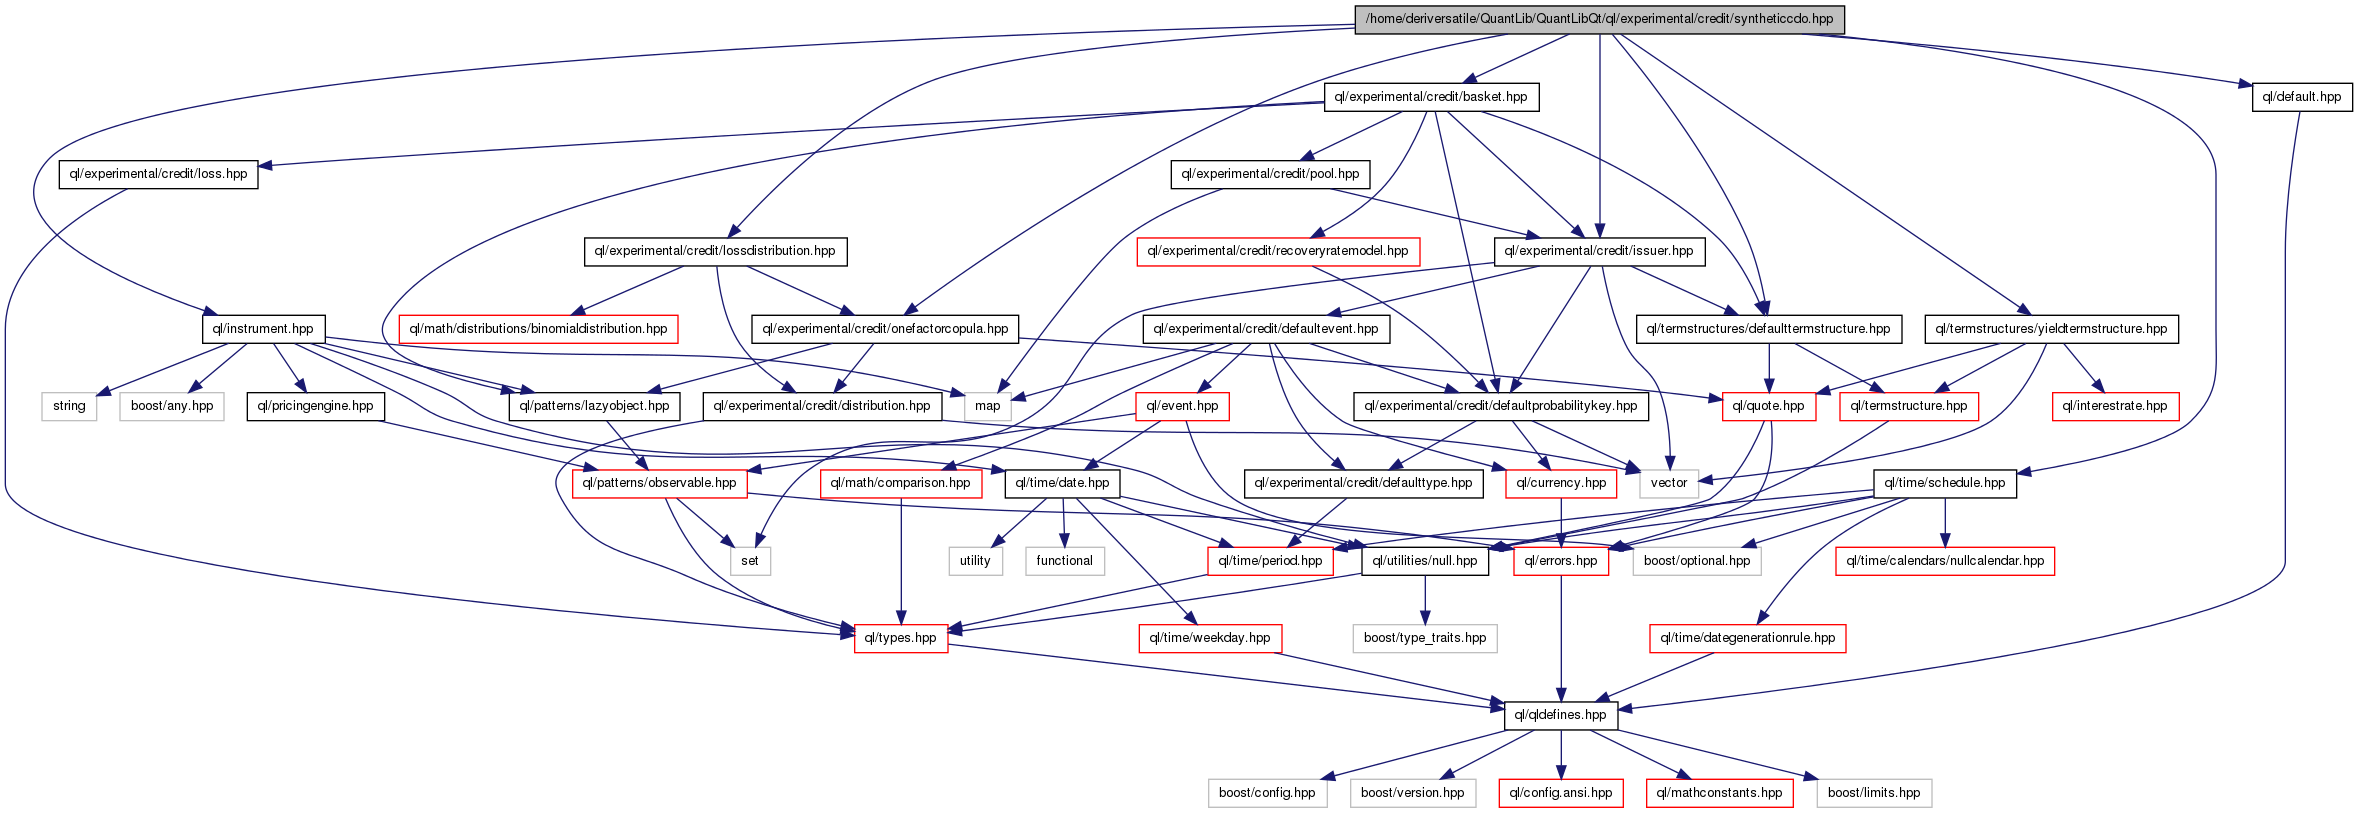 /home/deriversatile/QuantLib/QuantLibQt/ql/experimental/credit/syntheticcdo.hpp
ql/experimental/credit/basket.hpp
ql/default.hpp
ql/experimental/credit/loss.hpp
ql/experimental/credit/pool.hpp
ql/experimental/credit/lossdistribution.hpp
ql/experimental/credit/recoveryratemodel.hpp
ql/experimental/credit/issuer.hpp
ql/instrument.hpp
ql/math/distributions/binomialdistribution.hpp
ql/experimental/credit/onefactorcopula.hpp
ql/experimental/credit/defaultevent.hpp
ql/termstructures/defaulttermstructure.hpp
ql/termstructures/yieldtermstructure.hpp
string
boost/any.hpp
ql/pricingengine.hpp
ql/patterns/lazyobject.hpp
ql/experimental/credit/distribution.hpp
map
ql/event.hpp
ql/experimental/credit/defaultprobabilitykey.hpp
ql/quote.hpp
ql/termstructure.hpp
ql/interestrate.hpp
ql/patterns/observable.hpp
ql/math/comparison.hpp
ql/time/date.hpp
ql/experimental/credit/defaulttype.hpp
ql/currency.hpp
vector
ql/time/schedule.hpp
set
utility
functional
ql/time/period.hpp
ql/utilities/null.hpp
ql/errors.hpp
boost/optional.hpp
ql/time/calendars/nullcalendar.hpp
ql/types.hpp
ql/time/weekday.hpp
boost/type_traits.hpp
ql/time/dategenerationrule.hpp
ql/qldefines.hpp
boost/config.hpp
boost/version.hpp
ql/config.ansi.hpp
ql/mathconstants.hpp
boost/limits.hpp